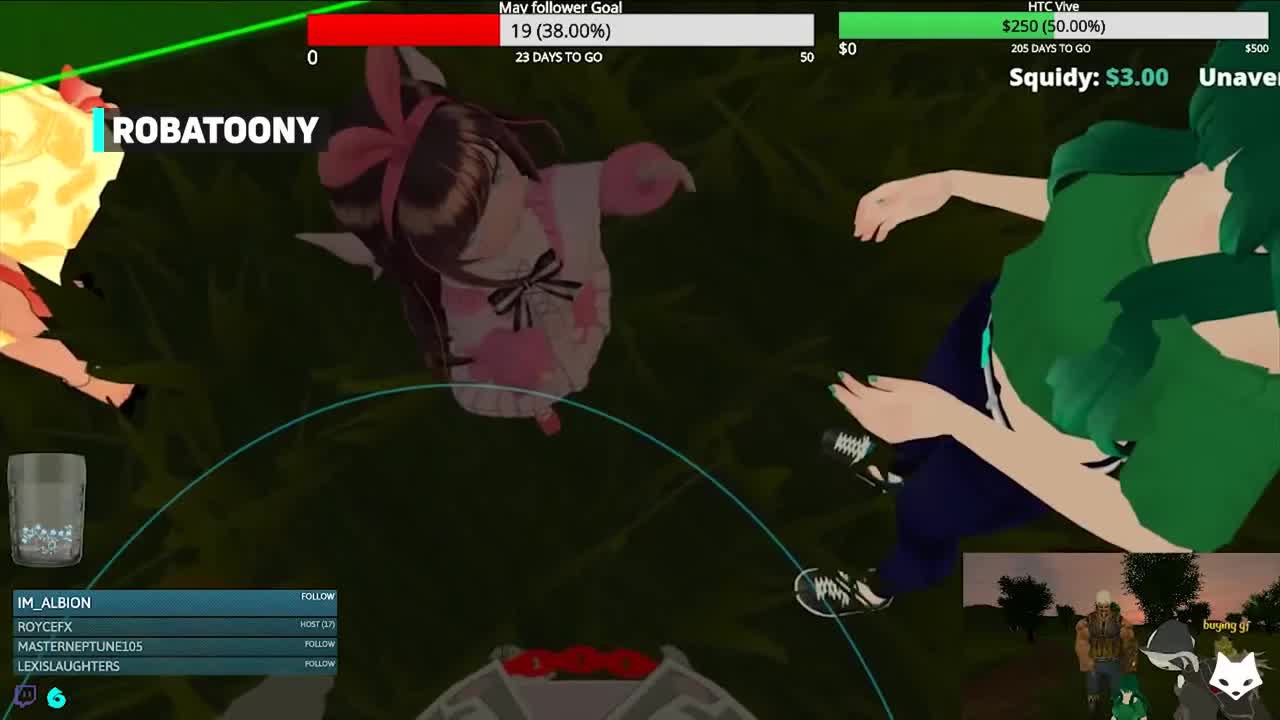 May follower Goal
19 (38.00%)
0
23 DAYS TO GO
50
HTC Vive
$250 (50.00%)
$0
205 DAYS TO GO
$500
Squidy: $3.00 Unaver
ROBATOONY
IM_ALBION FOLLOW
ROYCEFX HOST (17)
MASTERNEPTUNE105 FOLLOW
LEXISLAUGHTERS FOLLOW
6
buying gf